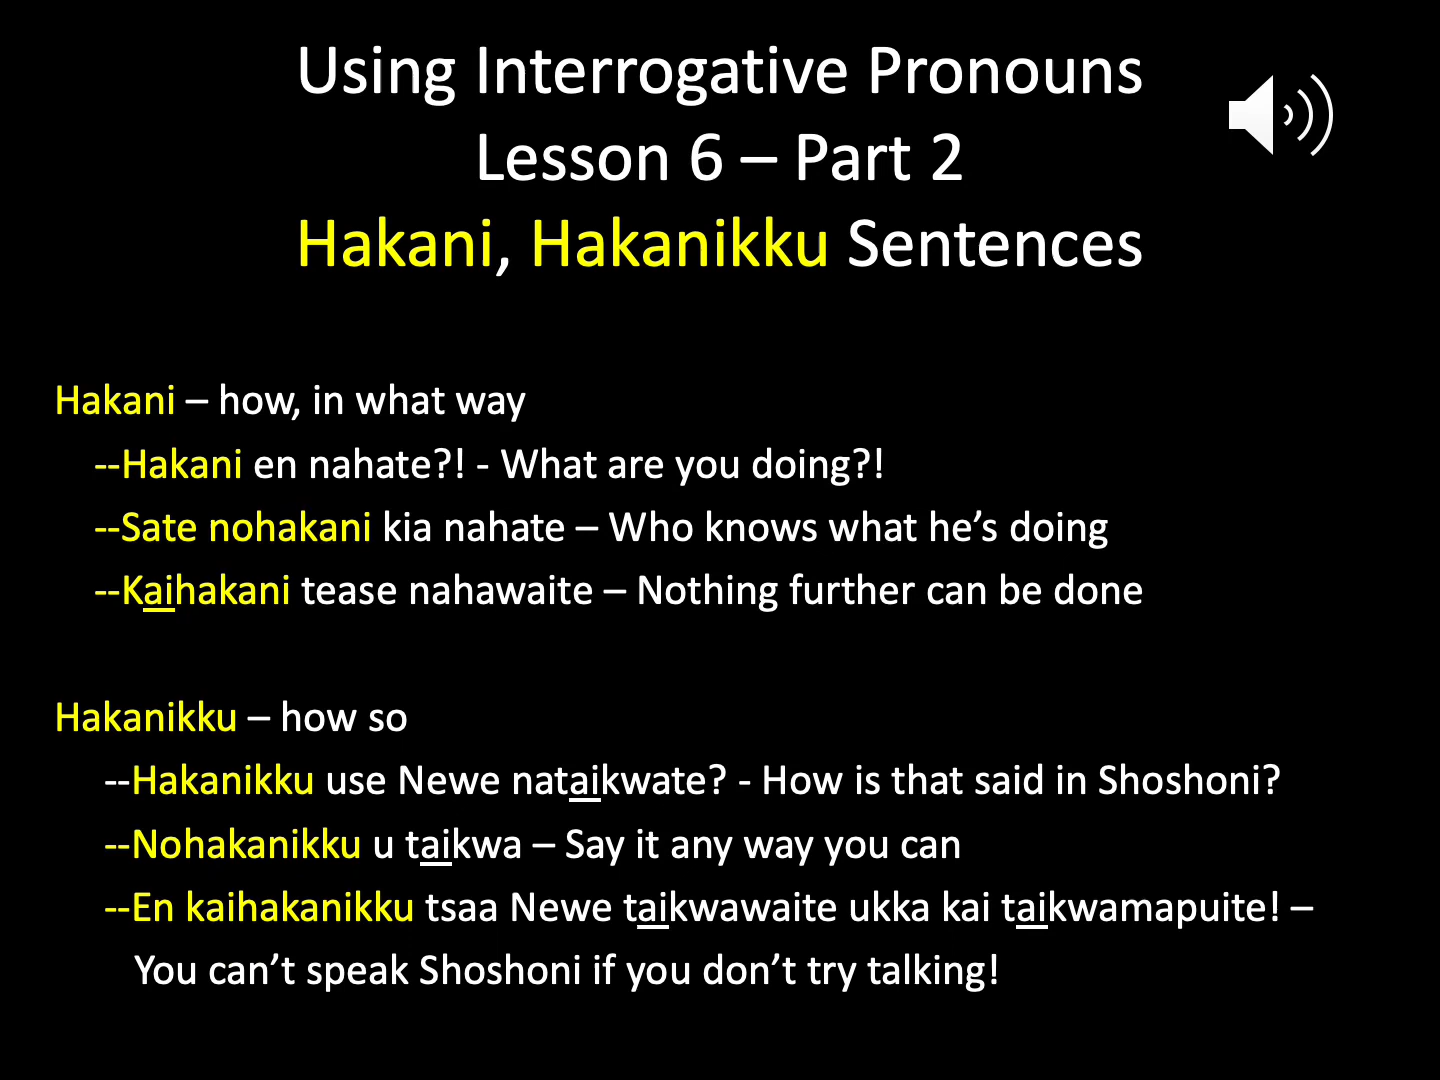 Using Interrogative Pronouns
Lesson 6 – Part 2
Hakani, Hakanikku Sentences
Hakani – how, in what way
--Hakani en nahate?! - What are you doing?!
--Sate nohakani kia nahate – Who knows what he’s doing
--Kaihakani tease nahawaite – Nothing further can be done
Hakanikku – how so
--Hakanikku use Newe nataikwate? - How is that said in Shoshoni?
--Nohakanikku u taikwa – Say it any way you can
--En kaihakanikku tsaa Newe taikwawaite ukka kai taikwamapuite! –
You can’t speak Shoshoni if you don’t try talking!